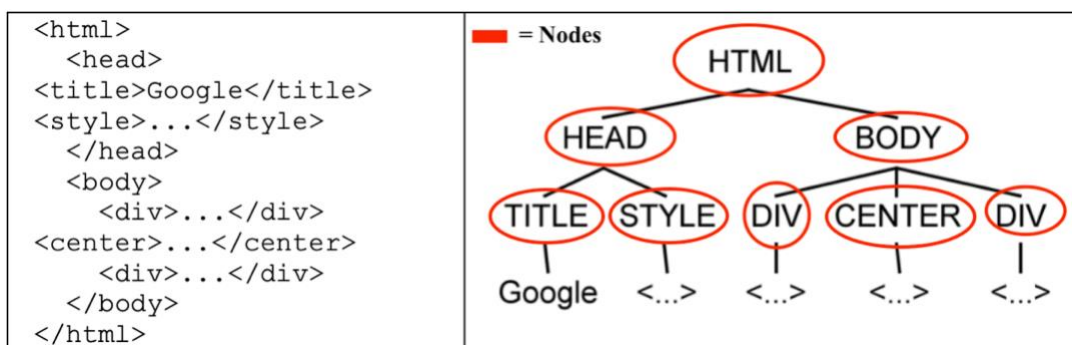 <html>
<head>
<title>Google</title>
<style>...</style>
</head>
<body>
<div>...</div>
<center>...</center>
<div>...</div>
</body>
</html>
= Nodes
HTML
HEAD BODY
TITLE STYLE DIV CENTER DIV
Google <...> <...> <...> <...>